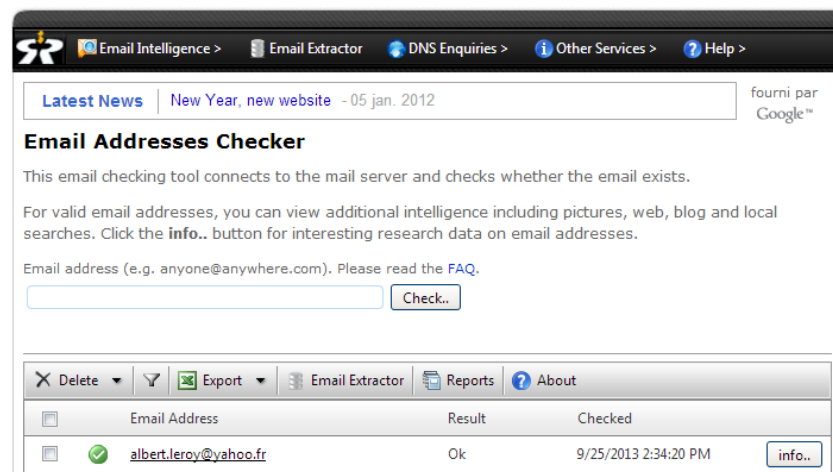 SR Email Intelligence > Email Extractor DNS Enquiries > Other Services > Help >
Latest News New Year, new website - 05 jan. 2012
fourni par
Google™
Email Addresses Checker
This email checking tool connects to the mail server and checks whether the email exists.
For valid email addresses, you can view additional intelligence including pictures, web, blog and local
searches. Click the info.. button for interesting research data on email addresses.
Email address (e.g. anyone@anywhere.com). Please read the FAQ.
Check..
Delete Export Email Extractor Reports About
Email Address Result Checked
albert.leroy@yahoo.fr Ok 9/25/2013 2:34:20 PM info..